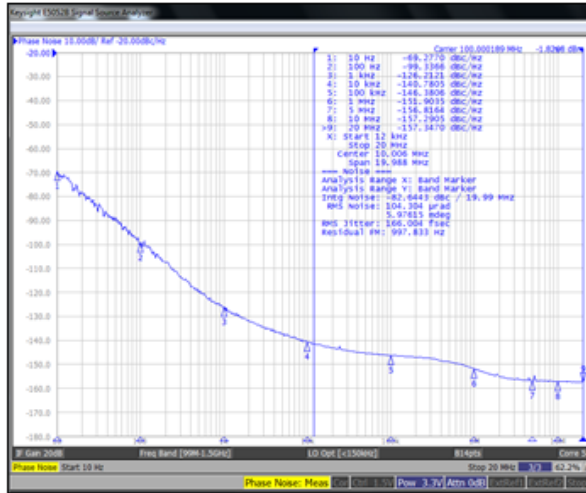 Keysight E5052B Signal Source Analyzer
Phase Noise 10.00dB/ Ref -20.00dBc/Hz
Carrier 100.000189 MHz
-20.00
-30.00
-40.00
-50.00
-60.00
-70.00
-80.00
-90.00
-100.0
-110.0
-120.0
-130.0
-140.0
-150.0
-160.0
-170.0
-180.0
1: 10 Hz -69.2770 dBc/Hz
2: 100 Hz -99.3366 dBc/Hz
3: 1 kHz -126.2121 dBc/Hz
4: 10 kHz -140.7805 dBc/Hz
5: 100 kHz -146.3806 dBc/Hz
6: 1 MHz -151.9035 dBc/Hz
7: 5 MHz -156.8164 dBc/Hz
8: 10 MHz -157.2905 dBc/Hz
>9: 20 MHz -157.3470 dBc/Hz
X: Start 12 kHz
Stop 20 MHz
Center 10.006 MHz
Span 19.988 MHz
=== Noise ===
Analysis Range X: Band Marker
Analysis Range Y: Band Marker
Intg Noise: -82.6443 dBc / 19.99 MHz
RMS Noise: 104.304 µrad
5.97615 mdeg
RMS Jitter: 166.004 fsec
Residual FM: 997.833 Hz
1
2
3
4
5
6
7
8
9
IF Gain 20dB
Freq Band [99M-1.5GHz]
LO Opt [<150kHz]
814pts
Phase Noise Start 10 Hz
Stop 20 MHz
3/3
62.2%
Phase Noise: Meas
Cor
Ctrl 1.5V
Pow 3.3V
Attn 0dB
ExtRef1
ExtRef2